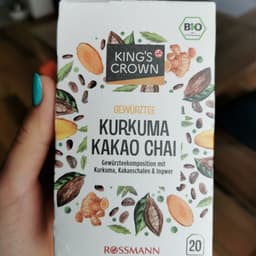 BIO
KING'S
CROWN
GEWÜRZTEE
KURKUMA
KAKAO CHAI
Gewürzteekomposition mit
Kurkuma, Kakaoschalen & Ingwer
ROSSMANN
20